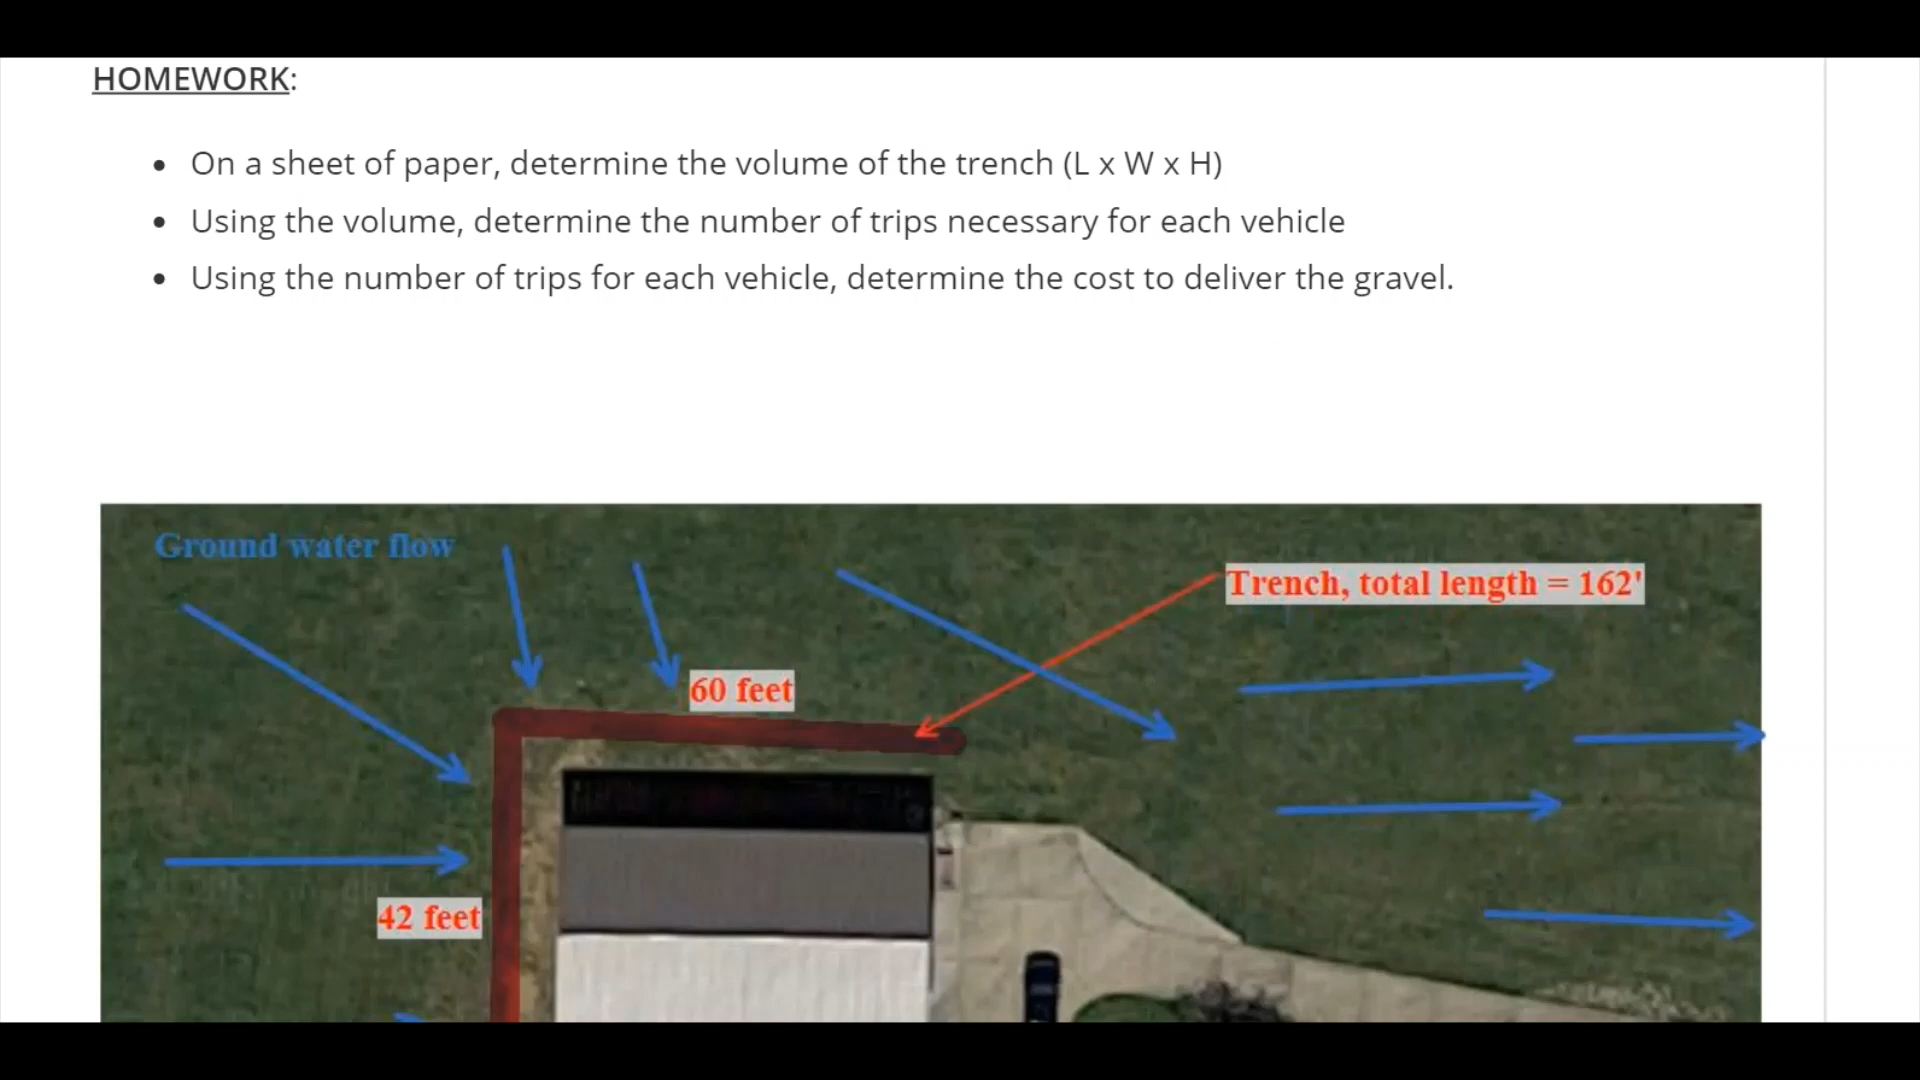 HOMEWORK:
• On a sheet of paper, determine the volume of the trench (L x W x H)
• Using the volume, determine the number of trips necessary for each vehicle
• Using the number of trips for each vehicle, determine the cost to deliver the gravel.
Ground water flow
Trench, total length = 162'
60 feet
42 feet